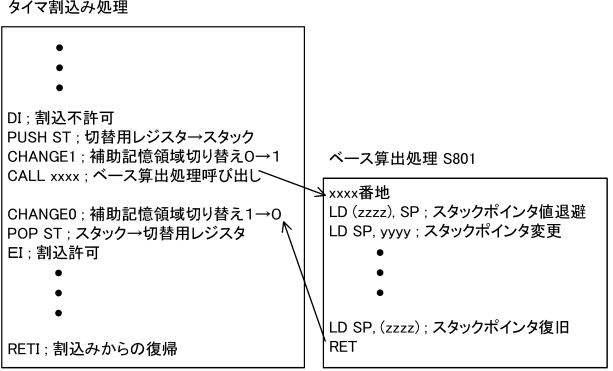 タイマ割込み処理
DI ; 割込不許可
PUSH ST ; 切替用レジスタ→スタック
CHANGE1 ; 補助記憶領域切り替え０→１
CALL xxxx ; ベース算出処理呼び出し
CHANGE0 ; 補助記憶領域切り替え１→０
POP ST ; スタック→切替用レジスタ
EI ; 割込許可
RETI ; 割込みからの復帰
ベース算出処理 S801
xxxx番地
LD (zzzz), SP ; スタックポインタ値退避
LD SP, yyyy ; スタックポインタ変更
LD SP, (zzzz) ; スタックポインタ復旧
RET